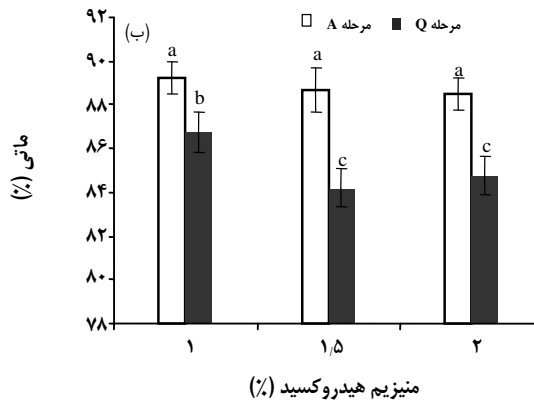 (ب)
مرحله A
مرحله Q
۹۲
۹۰
۸۸
۸۶
۸۴
۸۲
۸۰
۷۸
ماتی (٪)
a
b
a
c
a
c
۱
۱٫۵
۲
منیزیم هیدروکسید (٪)